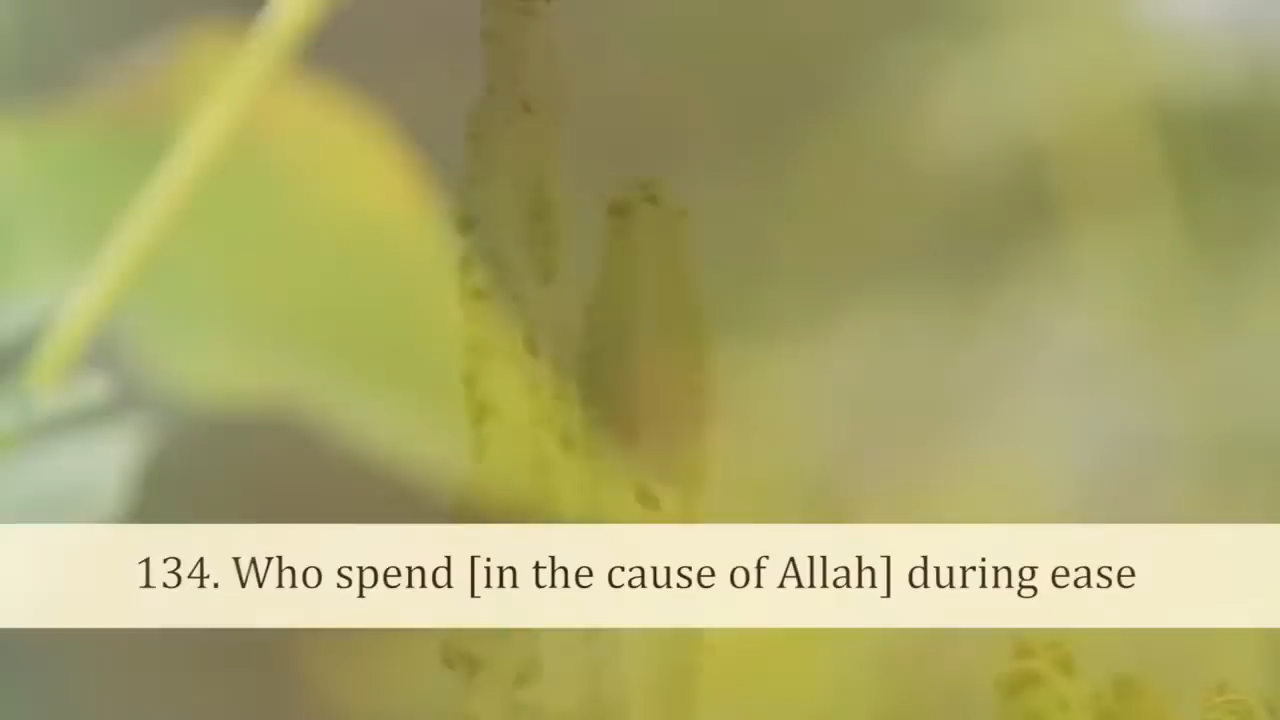 134. Who spend [in the cause of Allah] during ease